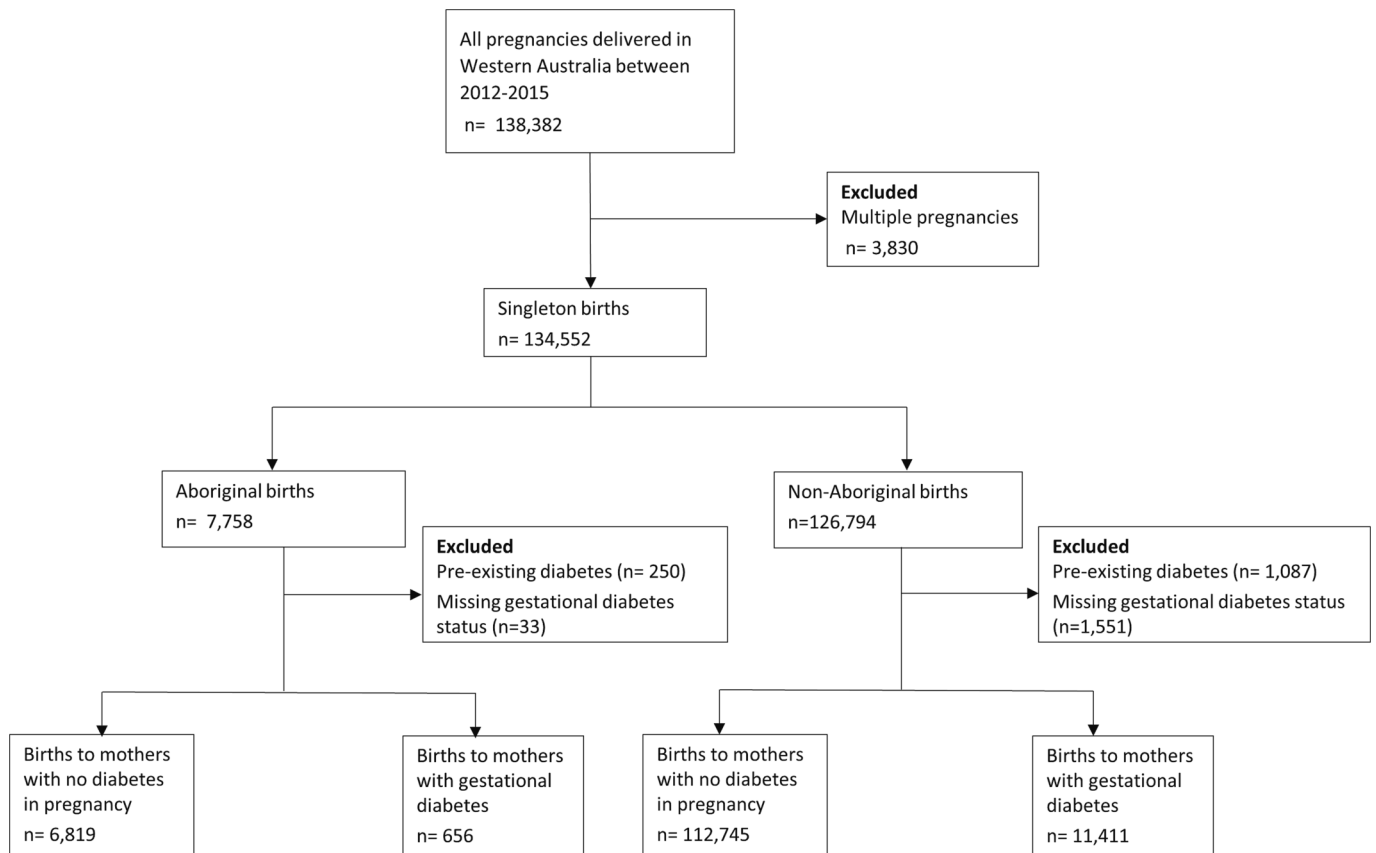 All pregnancies delivered in
Western Australia between
2012-2015
n= 138,382
Excluded
Multiple pregnancies
n= 3,830
Singleton births
n= 134,552
Aboriginal births
n= 7,758
Non-Aboriginal births
n=126,794
Excluded
Pre-existing diabetes (n= 250)
Missing gestational diabetes
status (n=33)
Excluded
Pre-existing diabetes (n= 1,087)
Missing gestational diabetes status
(n=1,551)
Births to mothers
with no diabetes
in pregnancy
n= 6,819
Births to mothers
with gestational
diabetes
n= 656
Births to mothers
with no diabetes
in pregnancy
n= 112,745
Births to mothers
with gestational
diabetes
n= 11,411